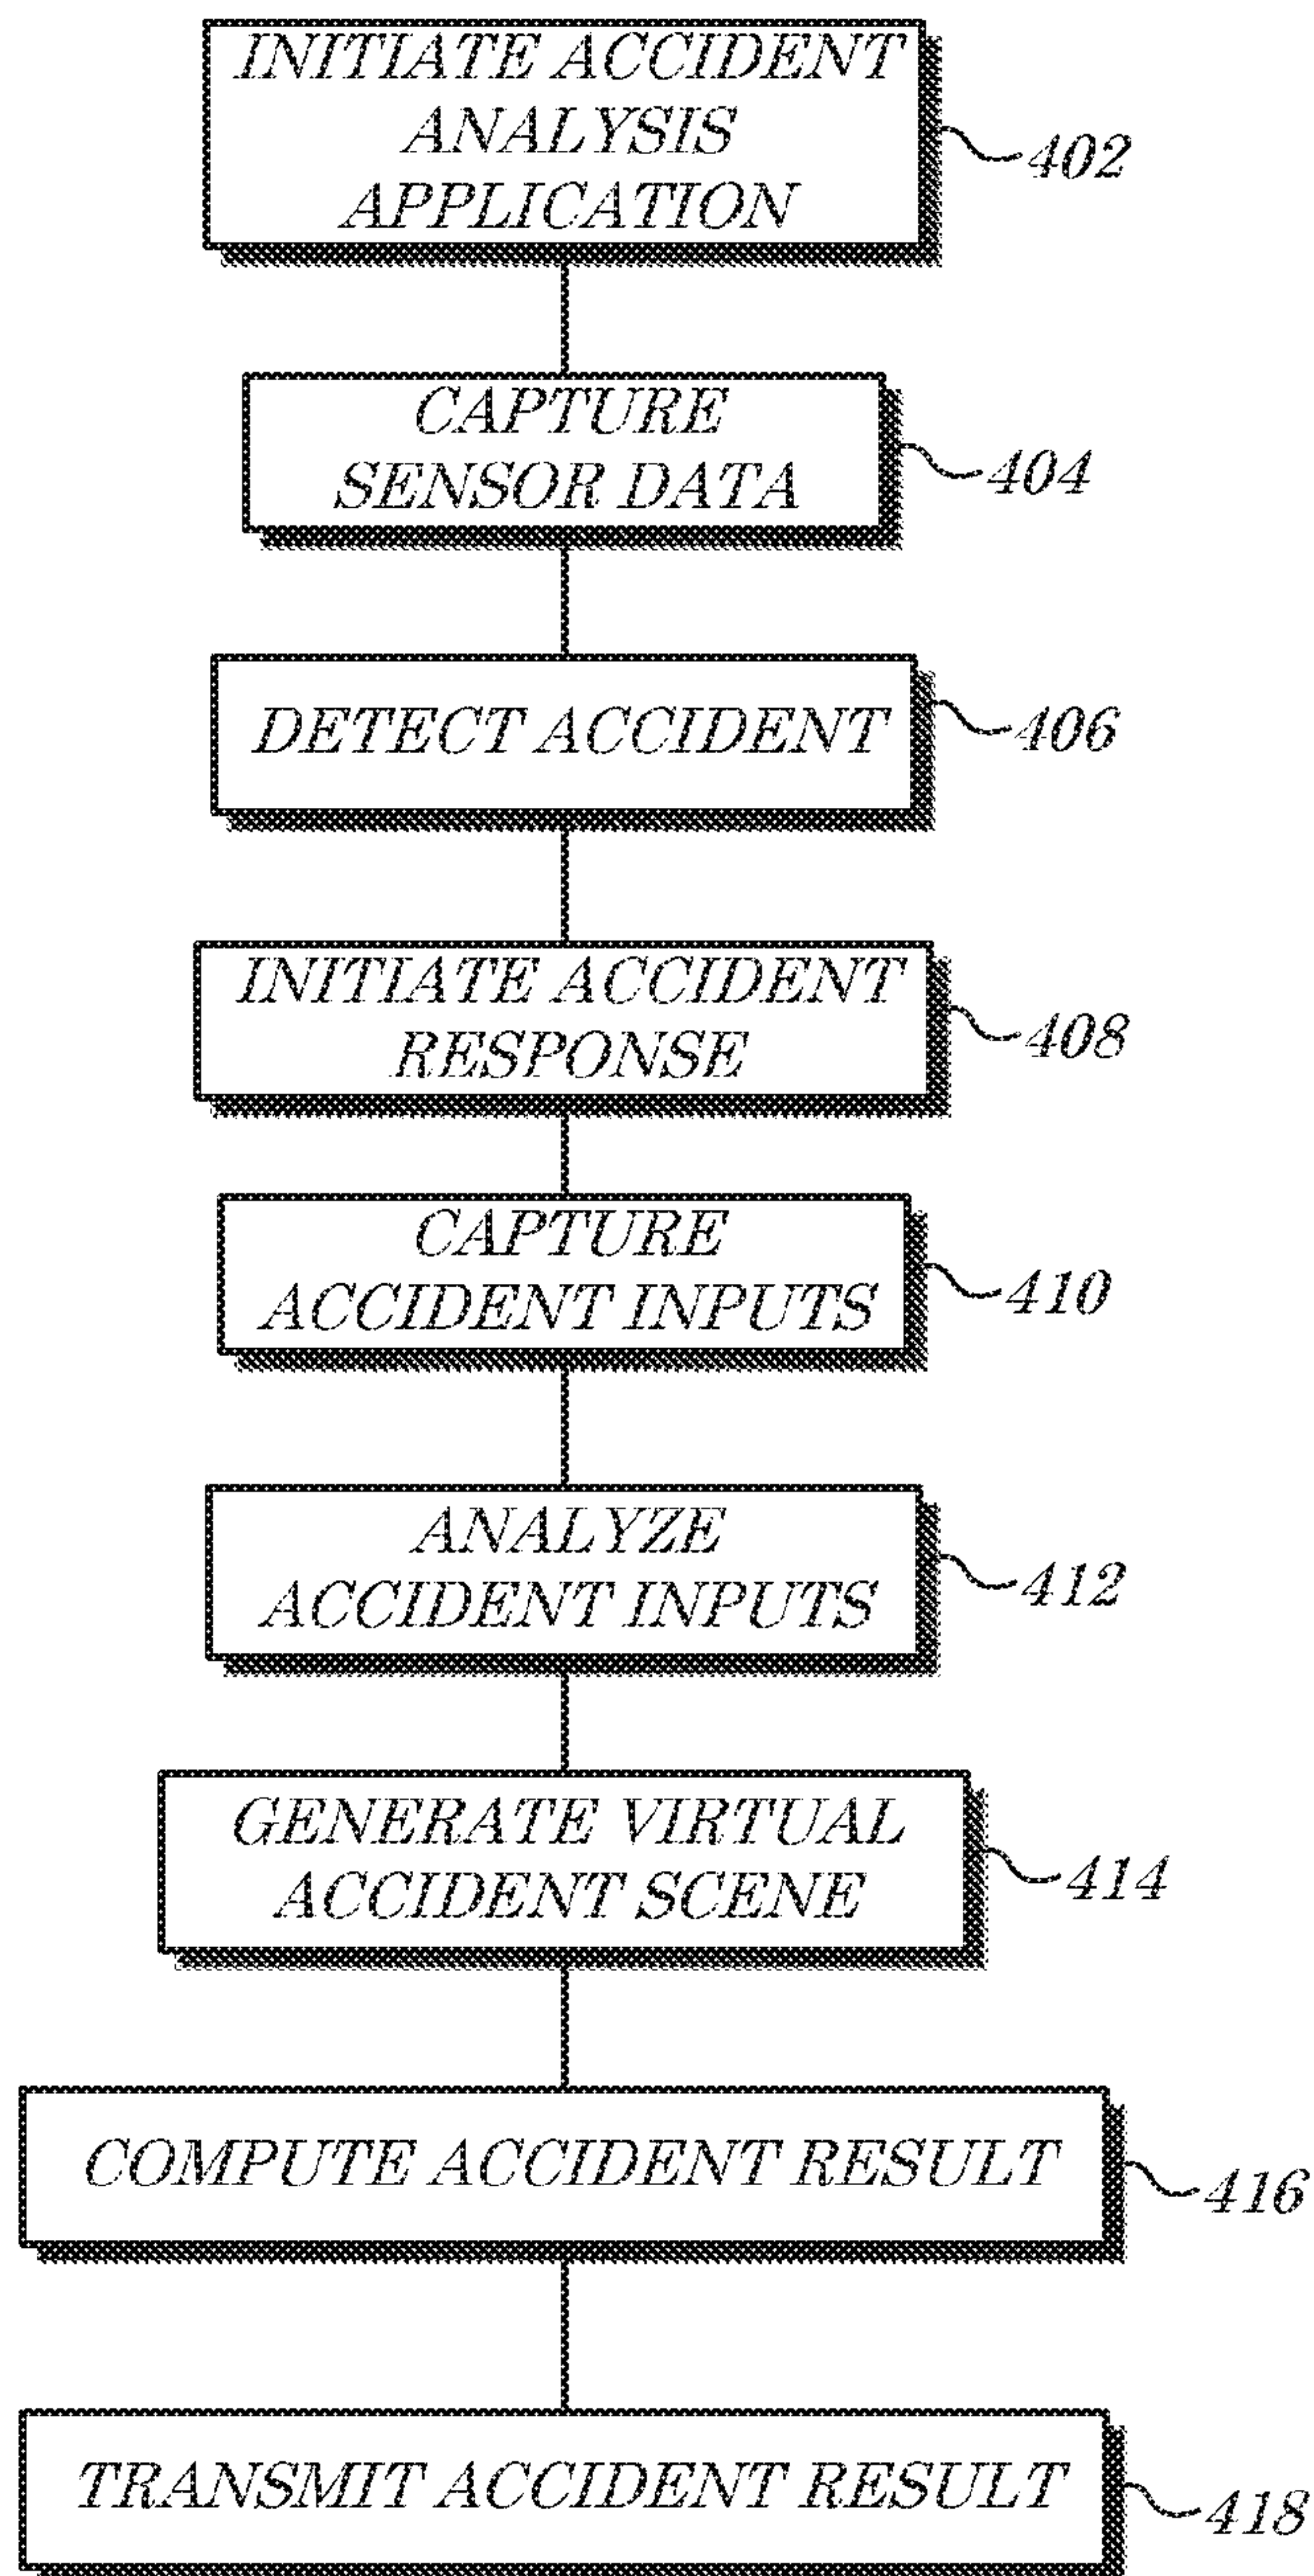 INITIATE ACCIDENT
ANALYSIS
APPLICATION
402
CAPTURE
SENSOR DATA
404
DETECT ACCIDENT
406
INITIATE ACCIDENT
RESPONSE
408
CAPTURE
ACCIDENT INPUTS
410
ANALYZE
ACCIDENT INPUTS
412
GENERATE VIRTUAL
ACCIDENT SCENE
414
COMPUTE ACCIDENT RESULT
416
TRANSMIT ACCIDENT RESULT
418